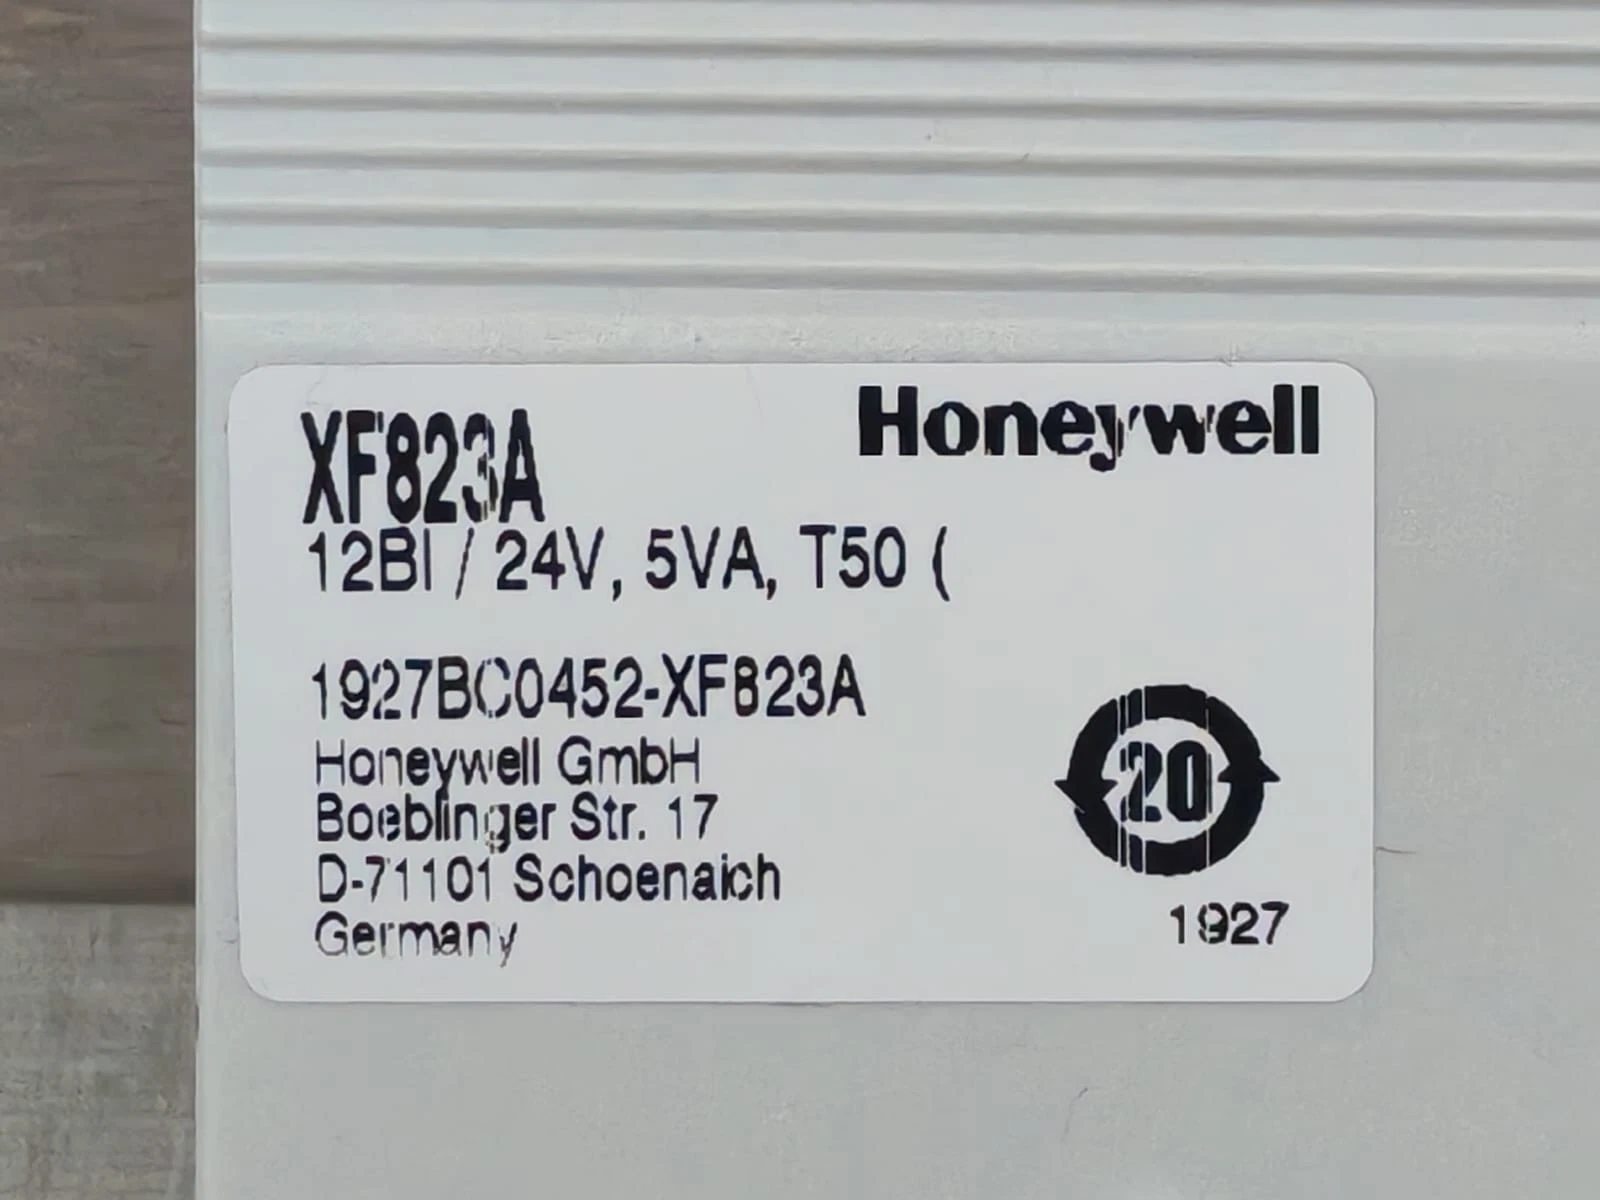 XF823A
Honeywell
12BI / 24V, 5VA, T50 (
1927BC0452-XF823A
Honeywell GmbH
Boeblinger Str. 17
D-71101 Schoenaich
Germany
20
1927